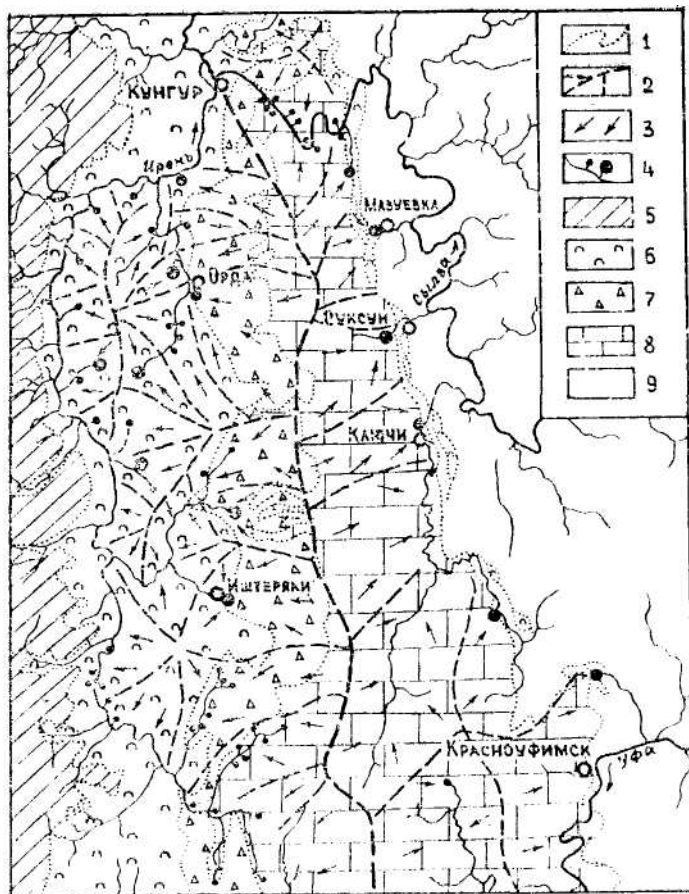 1
2
КУНГУР
3
4
Ирень
5
МАЗУЕВКА
6
ОРДА
Сылва
7
СУКСУН
8
9
КЛЮЧИ
ИШТЕРЯКИ
КРАСНОУФИМСК
Уфа